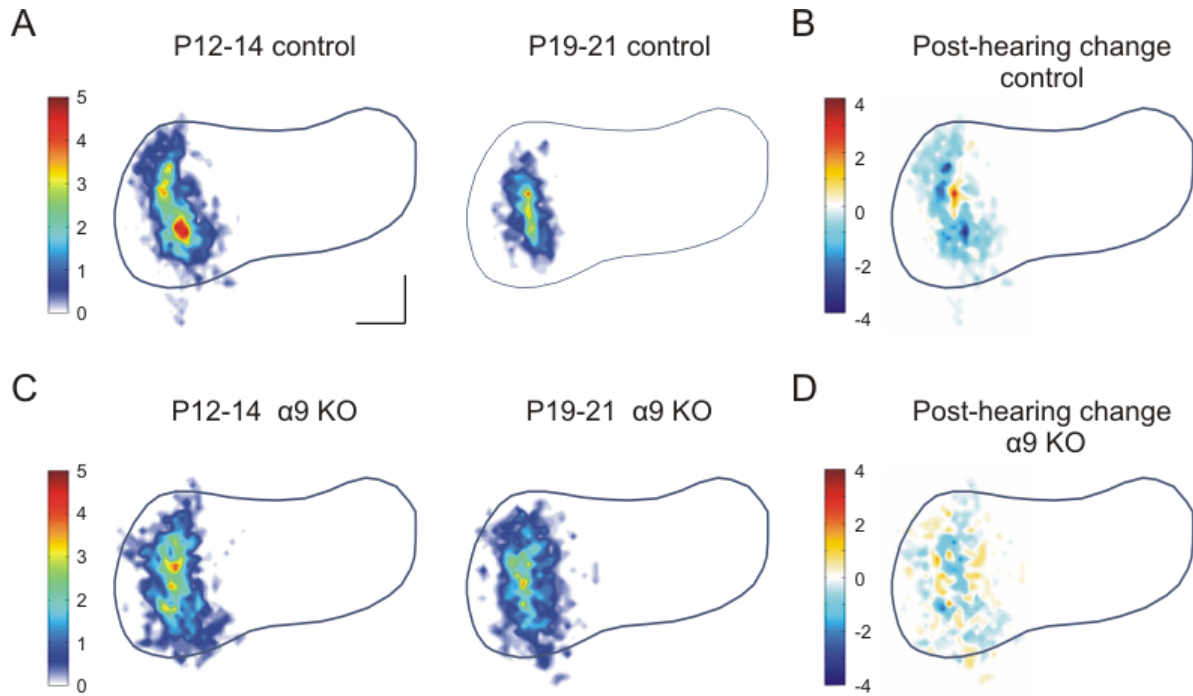 A
P12-14 control
P19-21 control
B
Post-hearing change
control
5
4
3
2
1
0
4
2
0
-2
-4
C
P12-14 α9 KO
P19-21 α9 KO
D
Post-hearing change
α9 KO
5
4
3
2
1
0
4
2
0
-2
-4